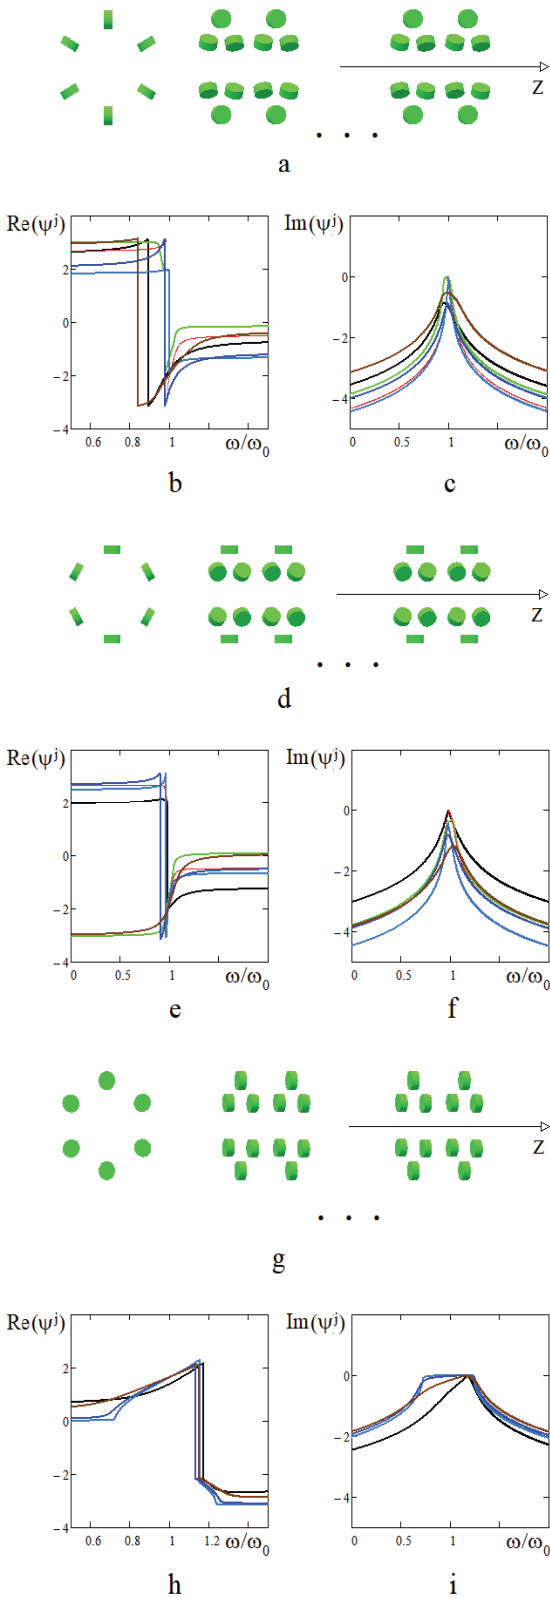 Z
. . .
a
Re(ψʲ) Im(ψʲ)
2 0
0 −2
−2 −4
−4
0.6 0.8 1 ω/ω₀ 0 0.5 1 ω/ω₀
b c
Z
. . .
d
Re(ψʲ) Im(ψʲ)
2 0
0 −2
−2 −4
−4
0 0.5 1 ω/ω₀ 0 0.5 1 ω/ω₀
e f
Z
. . .
g
Re(ψʲ) Im(ψʲ)
2 0
0 −2
−2 −4
−4
0.6 0.8 1 1.2 ω/ω₀ 0 0.5 1 ω/ω₀
h i